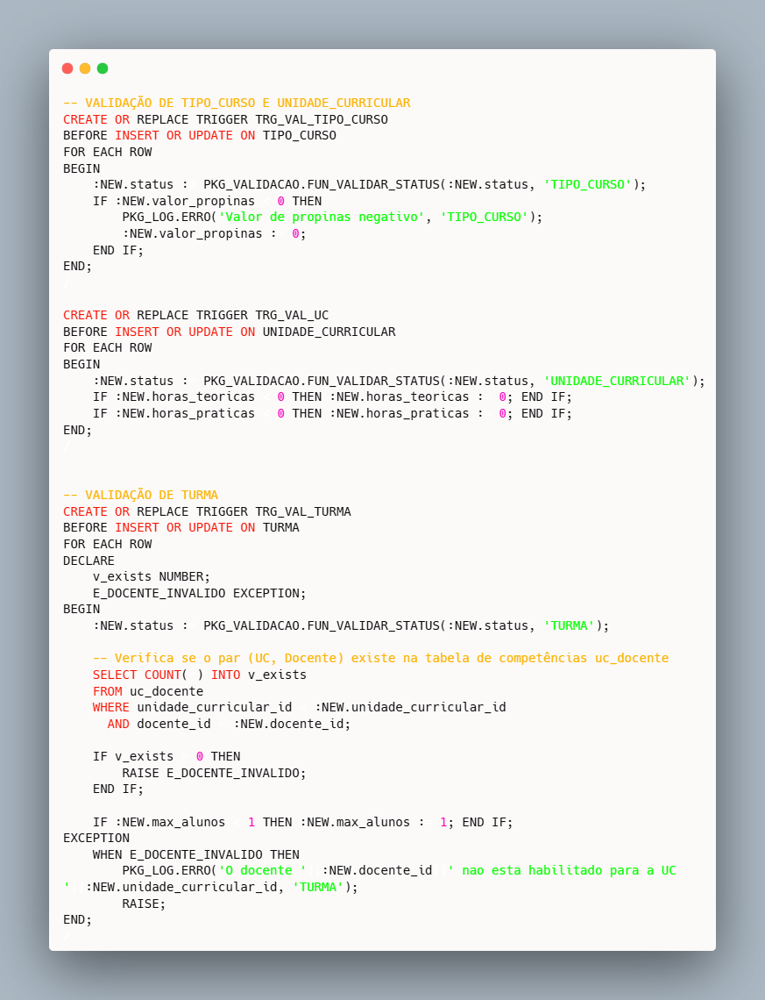 -- VALIDAÇÃO DE TIPO_CURSO E UNIDADE_CURRICULAR
CREATE OR REPLACE TRIGGER TRG_VAL_TIPO_CURSO
BEFORE INSERT OR UPDATE ON TIPO_CURSO
FOR EACH ROW
BEGIN
    :NEW.status := PKG_VALIDACAO.FUN_VALIDAR_STATUS(:NEW.status, 'TIPO_CURSO');
    IF :NEW.valor_propinas < 0 THEN
        PKG_LOG.ERRO('Valor de propinas negativo', 'TIPO_CURSO');
        :NEW.valor_propinas := 0;
    END IF;
END;
/
CREATE OR REPLACE TRIGGER TRG_VAL_UC
BEFORE INSERT OR UPDATE ON UNIDADE_CURRICULAR
FOR EACH ROW
BEGIN
    :NEW.status := PKG_VALIDACAO.FUN_VALIDAR_STATUS(:NEW.status, 'UNIDADE_CURRICULAR');
    IF :NEW.horas_teoricas < 0 THEN :NEW.horas_teoricas := 0; END IF;
    IF :NEW.horas_praticas < 0 THEN :NEW.horas_praticas := 0; END IF;
END;
/
-- VALIDAÇÃO DE TURMA
CREATE OR REPLACE TRIGGER TRG_VAL_TURMA
BEFORE INSERT OR UPDATE ON TURMA
FOR EACH ROW
DECLARE
    v_exists NUMBER;
    E_DOCENTE_INVALIDO EXCEPTION;
BEGIN
    :NEW.status := PKG_VALIDACAO.FUN_VALIDAR_STATUS(:NEW.status, 'TURMA');
    -- Verifica se o par (UC, Docente) existe na tabela de competências uc_docente
    SELECT COUNT(*) INTO v_exists
    FROM uc_docente
    WHERE unidade_curricular_id = :NEW.unidade_curricular_id
      AND docente_id = :NEW.docente_id;
    IF v_exists = 0 THEN
        RAISE E_DOCENTE_INVALIDO;
    END IF;
    IF :NEW.max_alunos < 1 THEN :NEW.max_alunos := 1; END IF;
EXCEPTION
    WHEN E_DOCENTE_INVALIDO THEN
        PKG_LOG.ERRO('O docente '||:NEW.docente_id||' nao esta habilitado para a UC
'||:NEW.unidade_curricular_id, 'TURMA');
        RAISE;
END;
/